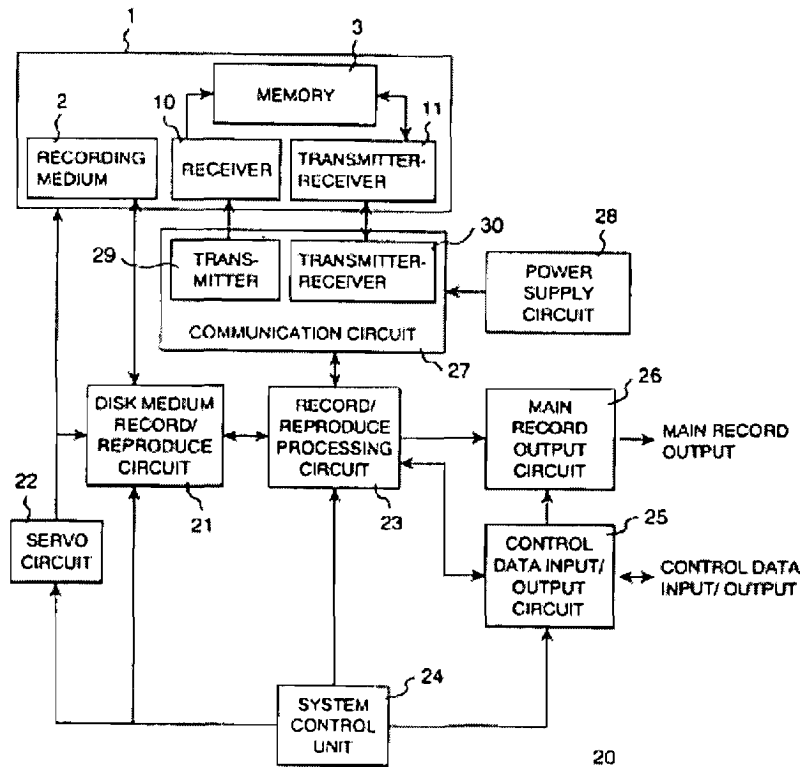 1
3
MEMORY
2
10
11
RECORDING
MEDIUM
RECEIVER
TRANSMITTER-
RECEIVER
29
TRANS-
MITTER
TRANSMITTER-
RECEIVER
30
28
POWER
SUPPLY
CIRCUIT
COMMUNICATION CIRCUIT
27
DISK MEDIUM
RECORD/
REPRODUCE
CIRCUIT
21
RECORD/
REPRODUCE
PROCESSING
CIRCUIT
23
26
MAIN
RECORD
OUTPUT
CIRCUIT
MAIN RECORD
OUTPUT
22
SERVO
CIRCUIT
25
CONTROL
DATA INPUT/
OUTPUT
CIRCUIT
CONTROL DATA
INPUT/ OUTPUT
24
SYSTEM
CONTROL
UNIT
20